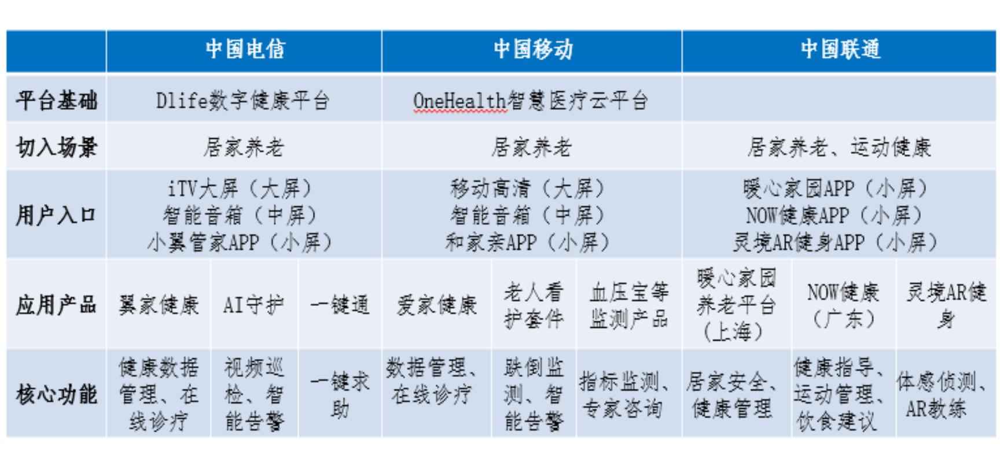 中国电信 中国移动 中国联通
平台基础 Dlife数字健康平台 OneHealth智慧医疗云平台
切入场景 居家养老 居家养老 居家养老、运动健康
用户入口
iTV大屏（大屏）
智能音箱（中屏）
小翼管家APP（小屏）
移动高清（大屏）
智能音箱（中屏）
和家亲APP（小屏）
暖心家园APP（小屏）
NOW健康APP（小屏）
灵境AR健身APP（小屏）
应用产品
翼家健康
AI守护
一键通
爱家健康
老人看
护套件
血压宝等
监测产品
暖心家园
养老平台
（上海）
NOW健康
（广东）
灵境AR健
身
核心功能
健康数据
管理、在
线诊疗
视频巡
检、智
能告警
一键求
助
数据管理、
在线诊疗
跌倒监
测、智
能告警
指标监测、
专家咨询
居家安全、
健康管理
健康指导、
运动管理、
饮食建议
体感侦测、
AR教练